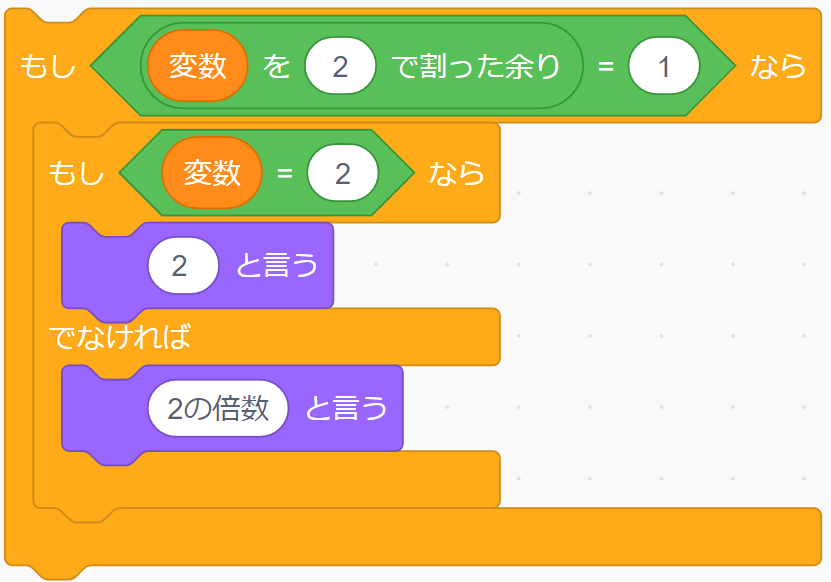 もし 変数 を 2 で割った余り = 1 なら
もし 変数 = 2 なら
2 と言う
でなければ
2の倍数 と言う